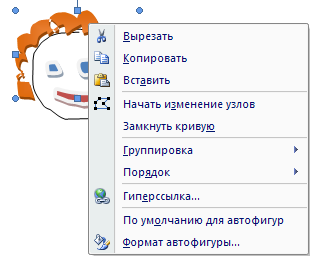 Вырезать
Копировать
Вставить
Начать изменение узлов
Замкнуть кривую
Группировка
Порядок
Гиперссылка...
По умолчанию для автофигур
Формат автофигуры...